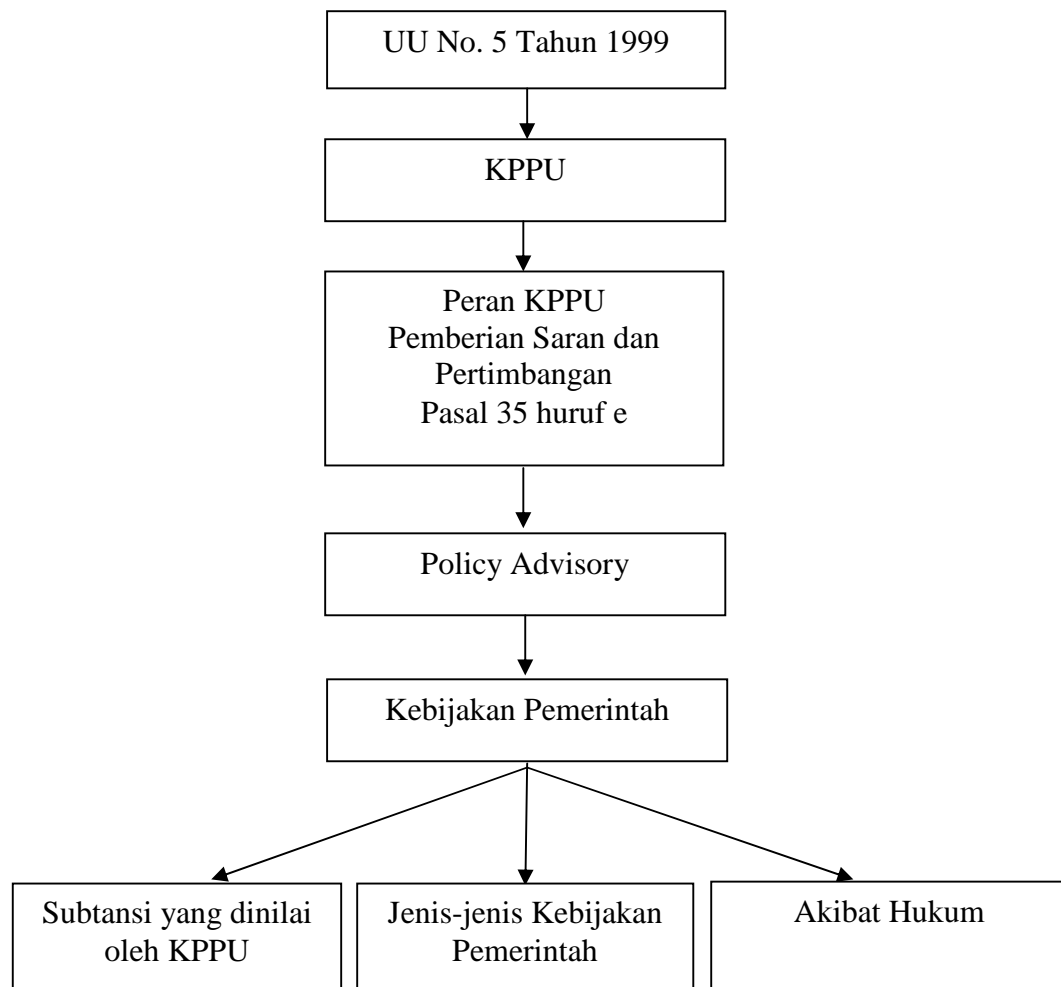 UU No. 5 Tahun 1999
KPPU
Peran KPPU
Pemberian Saran dan
Pertimbangan
Pasal 35 huruf e
Policy Advisory
Kebijakan Pemerintah
Subtansi yang dinilai
oleh KPPU
Jenis-jenis Kebijakan
Pemerintah
Akibat Hukum